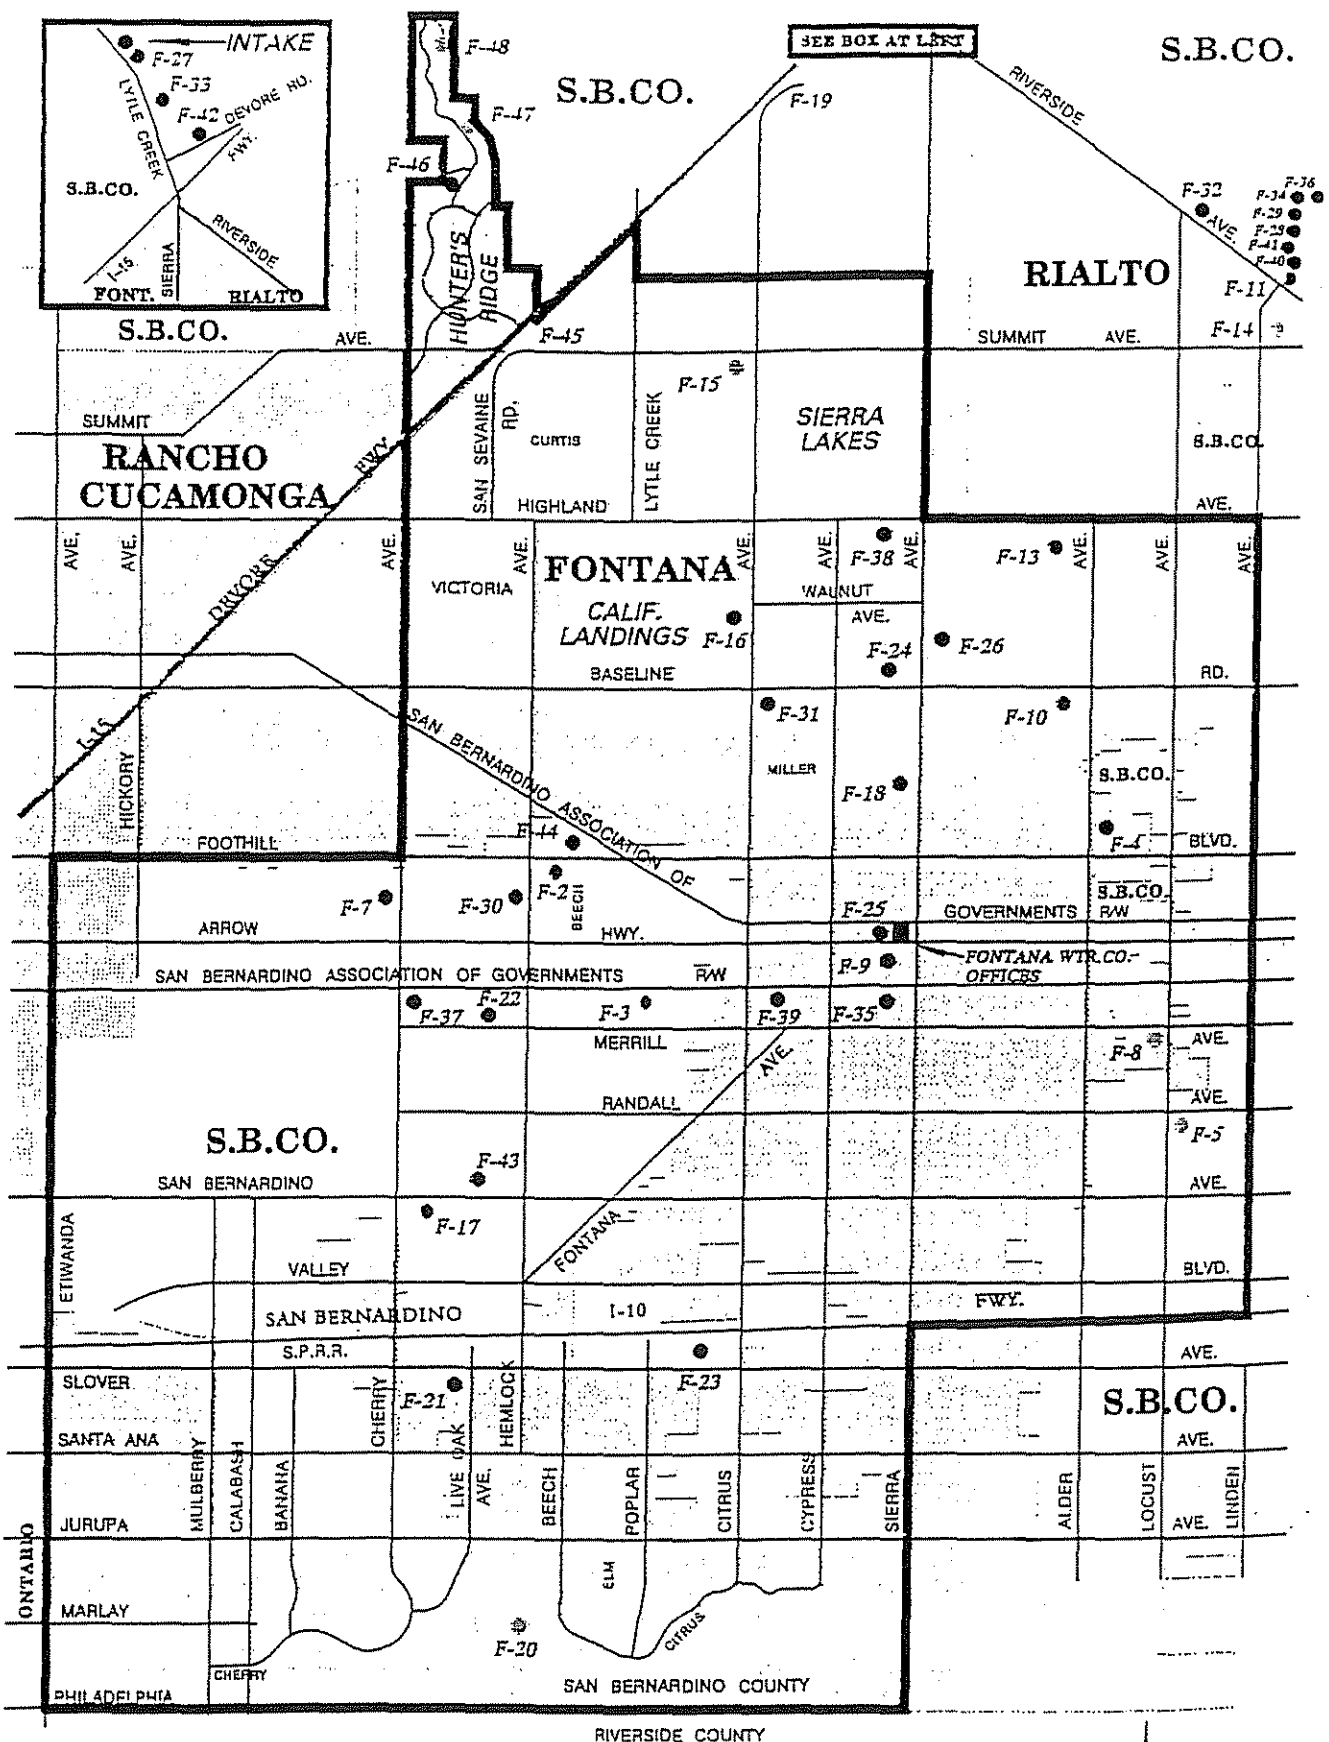 INTAKE
F-27
F-33
F-42
DEVORE RD.
FWY.
LYTLE CREEK
S.B.CO.
I-15
SIERRA
RIVERSIDE
FONT.
RIALTO
SEE BOX AT LEFT
S.B.CO.
S.B.CO.
F-48
F-47
F-46
F-19
RIVERSIDE
AVE.
F-32
F-36
F-34
F-29
F-28
F-41
F-40
F-11
F-14
HUNTER'S
RIDGE
RIALTO
S.B.CO.
AVE.
F-45
SUMMIT
AVE.
F-15
SIERRA
LAKES
SUMMIT
RANCHO
CUCAMONGA
FWY.
SAN SEVAINE
RD.
CURTIS
LYTLE CREEK
S.B.CO.
HIGHLAND
AVE.
AVE.
AVE.
AVE.
AVE.
AVE.
AVE.
AVE.
AVE.
AVE.
AVE.
DEVORE
VICTORIA
FONTANA
CALIF.
LANDINGS
F-38
F-13
WALNUT
AVE.
F-16
F-24
F-26
BASELINE
RD.
I-15
HICKORY
SAN BERNARDINO ASSOCIATION OF
F-31
F-10
MILLER
S.B.CO.
F-18
F-44
F-4
FOOTHILL
BLVD.
F-7
F-30
F-2
BEECH
S.B.CO.
F-25
GOVERNMENTS
R/W
ARROW
HWY.
FONTANA WTR.CO.
OFFICES
SAN BERNARDINO ASSOCIATION OF GOVERNMENTS
R/W
F-9
F-37
F-22
F-3
F-39
F-35
MERRILL
AVE.
F-8
AVE.
RANDALL
AVE.
F-5
S.B.CO.
F-43
SAN BERNARDINO
AVE.
F-17
ETIWANDA
FONTANA
VALLEY
BLVD.
SAN BERNARDINO
I-10
FWY.
S.P.R.R.
AVE.
SLOVER
F-21
F-23
S.B.CO.
SANTA ANA
AVE.
MULBERRY
CALABASH
BANANA
CHERRY
LIVE OAK
AVE.
HEMLOCK
BEECH
POPLAR
CITRUS
CYPRESS
SIERRA
ALDER
LOCUST
LINDEN
JURUPA
AVE.
ONTARIO
ELM
MARLAY
F-20
CITRUS
CHERRY
PHILADELPHIA
SAN BERNARDINO COUNTY
RIVERSIDE COUNTY